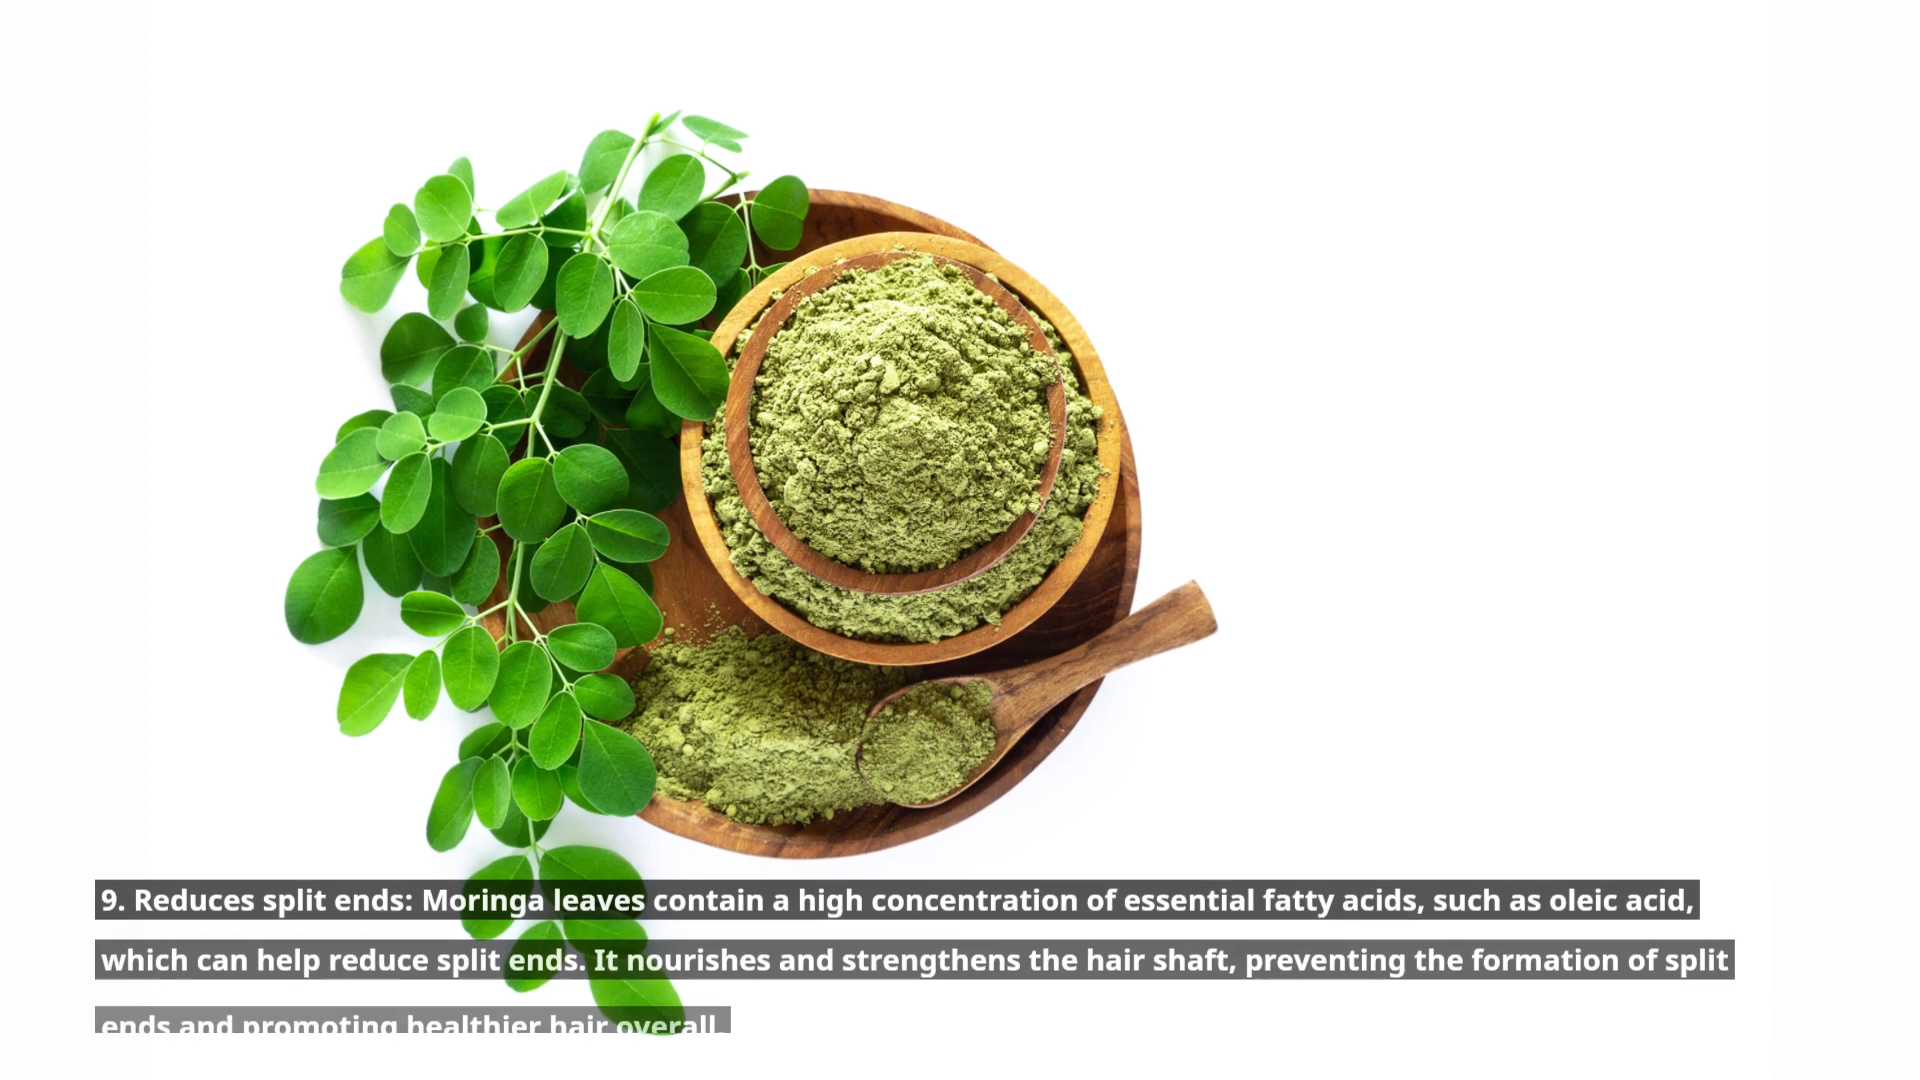 9. Reduces split ends: Moringa leaves contain a high concentration of essential fatty acids, such as oleic acid,
which can help reduce split ends. It nourishes and strengthens the hair shaft, preventing the formation of split
ends and promoting healthier hair overall.